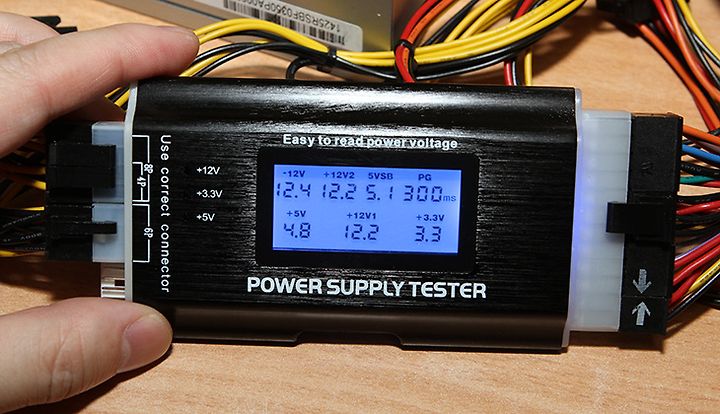 1425RSBF0360PA00
Easy to read power voltage
-12V +12V2 5VSB PG
12.4 12.2 5.1 300ms
+5V +12V1 +3.3V
4.8 12.2 3.3
POWER SUPPLY TESTER
+12V
+3.3V
+5V
Use correct connector
8P
4P
6P